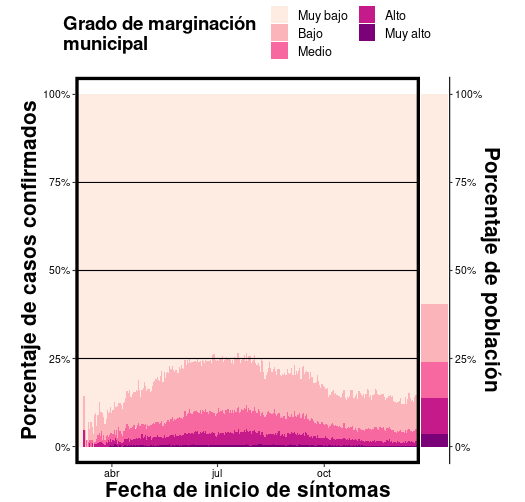 Grado de marginación
municipal
Muy bajo
Bajo
Medio
Alto
Muy alto
Porcentaje de casos confirmados
100%
75%
50%
25%
0%
abr
jul
oct
Fecha de inicio de síntomas
100%
75%
50%
25%
0%
Porcentaje de población